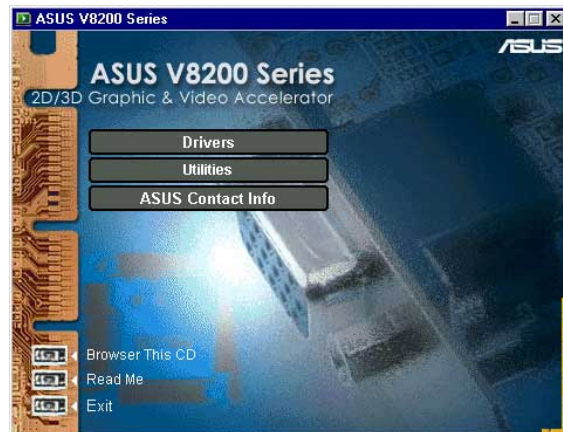 ASUS V8200 Series
ASUS
ASUS V8200 Series
2D/3D Graphic & Video Accelerator
Drivers
Utilities
ASUS Contact Info
Browser This CD
Read Me
Exit